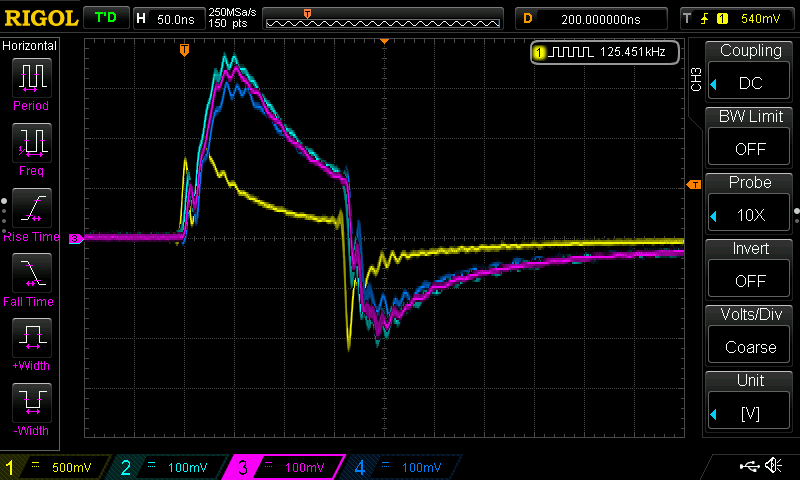 RIGOL T'D H 50.0ns 250MSa/s 150 pts T D 200.000000ns T 1 540mV
Horizontal
T
1 125.451kHz
Coupling
DC
CH3
Period
BW Limit
OFF
Freq
Probe
10X
T
Rise Time
3
Invert
OFF
Fall Time
Volts/Div
Coarse
+Width
Unit
[V]
-Width
1 500mV 2 100mV 3 100mV 4 100mV